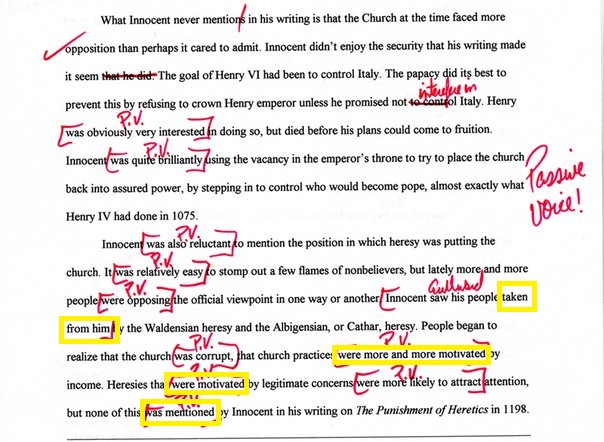 What Innocent never mentions in his writing is that the Church at the time faced more
opposition than perhaps it cared to admit. Innocent didn't enjoy the security that his writing made
it seem that he did. The goal of Henry VI had been to control Italy. The papacy did its best to
interfere in
prevent this by refusing to crown Henry emperor unless he promised not to control Italy. Henry
P.V.
[was obviously very interested] in doing so, but died before his plans could come to fruition.
P.V.
Innocent [was quite brilliantly] using the vacancy in the emperor's throne to try to place the church
Passive
back into assured power, by stepping in to control who would become pope, almost exactly what
Voice!
Henry IV had done in 1075.
P.V.
Innocent [was also reluctant] to mention the position in which heresy was putting the
P.V.
church. It [was relatively easy] to stomp out a few flames of nonbelievers, but lately more and more
P.V.
people [were opposing] the official viewpoint in one way or another. [Innocent saw his people taken
from him] by the Waldensian heresy and the Albigensian, or Cathar, heresy. People began to
P.V. P.V.
realize that the church [was corrupt,] that church practices [were more and more motivated] by
P.V. P.V.
income. Heresies that [were motivated] by legitimate concerns [were more likely to attract] attention,
P.V.
but none of this [was mentioned] by Innocent in his writing on The Punishment of Heretics in 1198.